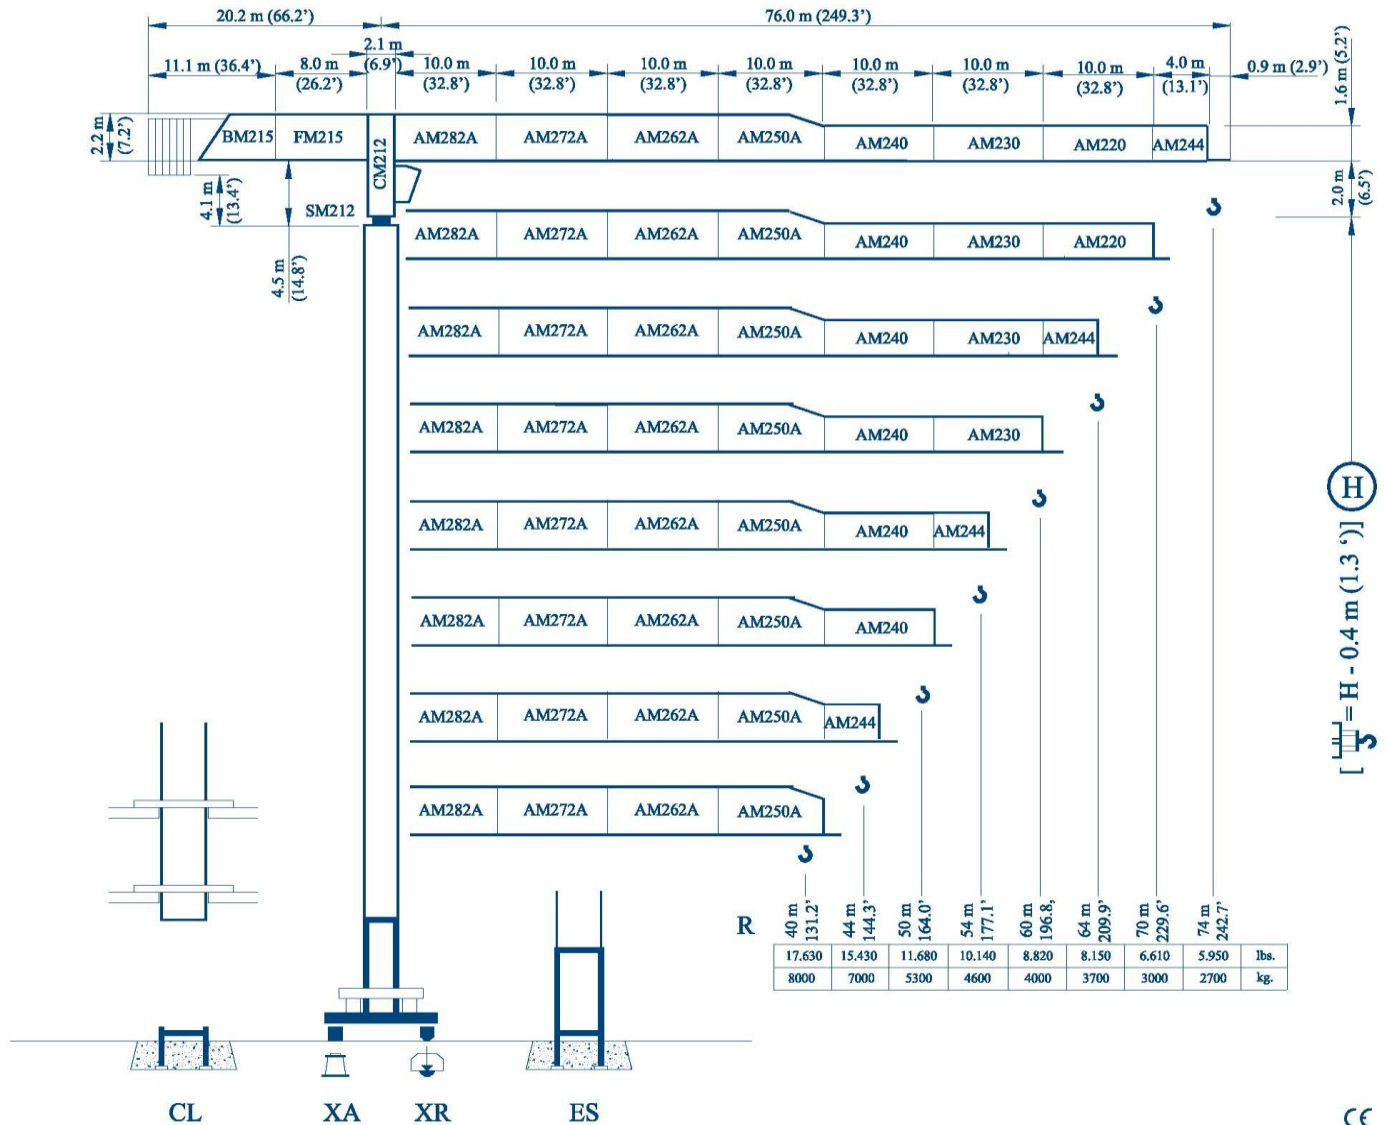 20.2 m (66.2’)
76.0 m (249.3’)
2.1 m
(6.9’)
11.1 m (36.4’)
8.0 m
(26.2’)
10.0 m
(32.8’)
10.0 m
(32.8’)
10.0 m
(32.8’)
10.0 m
(32.8’)
10.0 m
(32.8’)
10.0 m
(32.8’)
10.0 m
(32.8’)
4.0 m
(13.1’)
0.9 m (2.9’)
1.6 m (5.2’)
2.2 m
(7.2’)
BM215 FM215 CM212 AM282A AM272A AM262A AM250A AM240 AM230 AM220 AM244
4.1 m
(13.4’)
SM212
4.5 m
(14.8’)
2.0 m
(6.5’)
AM282A AM272A AM262A AM250A AM240 AM230 AM220
AM282A AM272A AM262A AM250A AM240 AM230 AM244
AM282A AM272A AM262A AM250A AM240 AM230
AM282A AM272A AM262A AM250A AM240 AM244
AM282A AM272A AM262A AM250A AM240
AM282A AM272A AM262A AM250A AM244
AM282A AM272A AM262A AM250A
H
[ = H - 0.4 m (1.3 ‘)]
R
40 m
131.2’
44 m
144.3’
50 m
164.0’
54 m
177.1’
60 m
196.8,
64 m
209.9’
70 m
229.6’
74 m
242.7’
17.630 15.430 11.680 10.140 8.820 8.150 6.610 5.950 lbs.
8000 7000 5300 4600 4000 3700 3000 2700 kg.
CL XA XR ES
CE